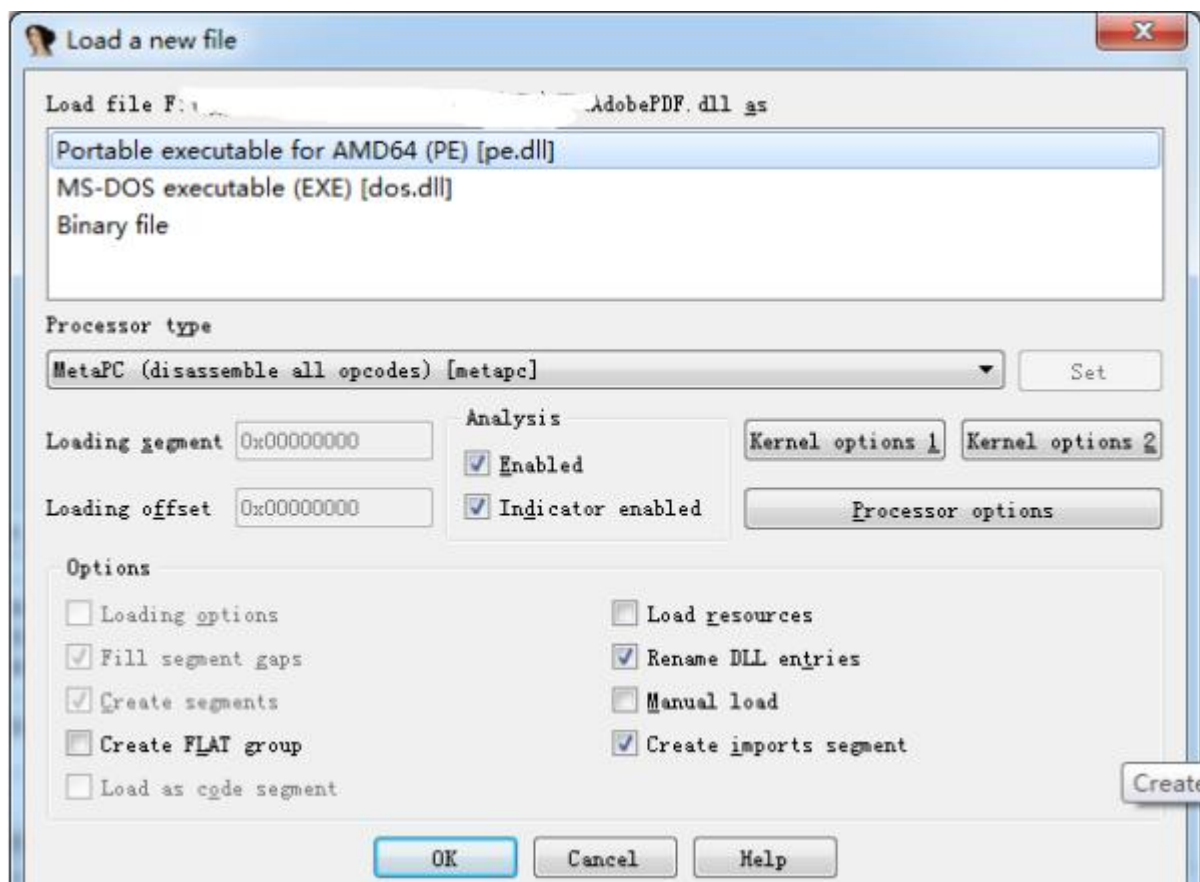 Load a new file
Load file F: AdobePDF.dll as
Portable executable for AMD64 (PE) [pe.dll]
MS-DOS executable (EXE) [dos.dll]
Binary file
Processor type
MetaPC (disassemble all opcodes) [metapc]
Set
Loading segment 0x00000000
Loading offset 0x00000000
Analysis
Enabled
Indicator enabled
Kernel options 1
Kernel options 2
Processor options
Options
Loading options
Fill segment gaps
Create segments
Create FLAT group
Load as code segment
Load resources
Rename DLL entries
Manual load
Create imports segment
Create
OK
Cancel
Help